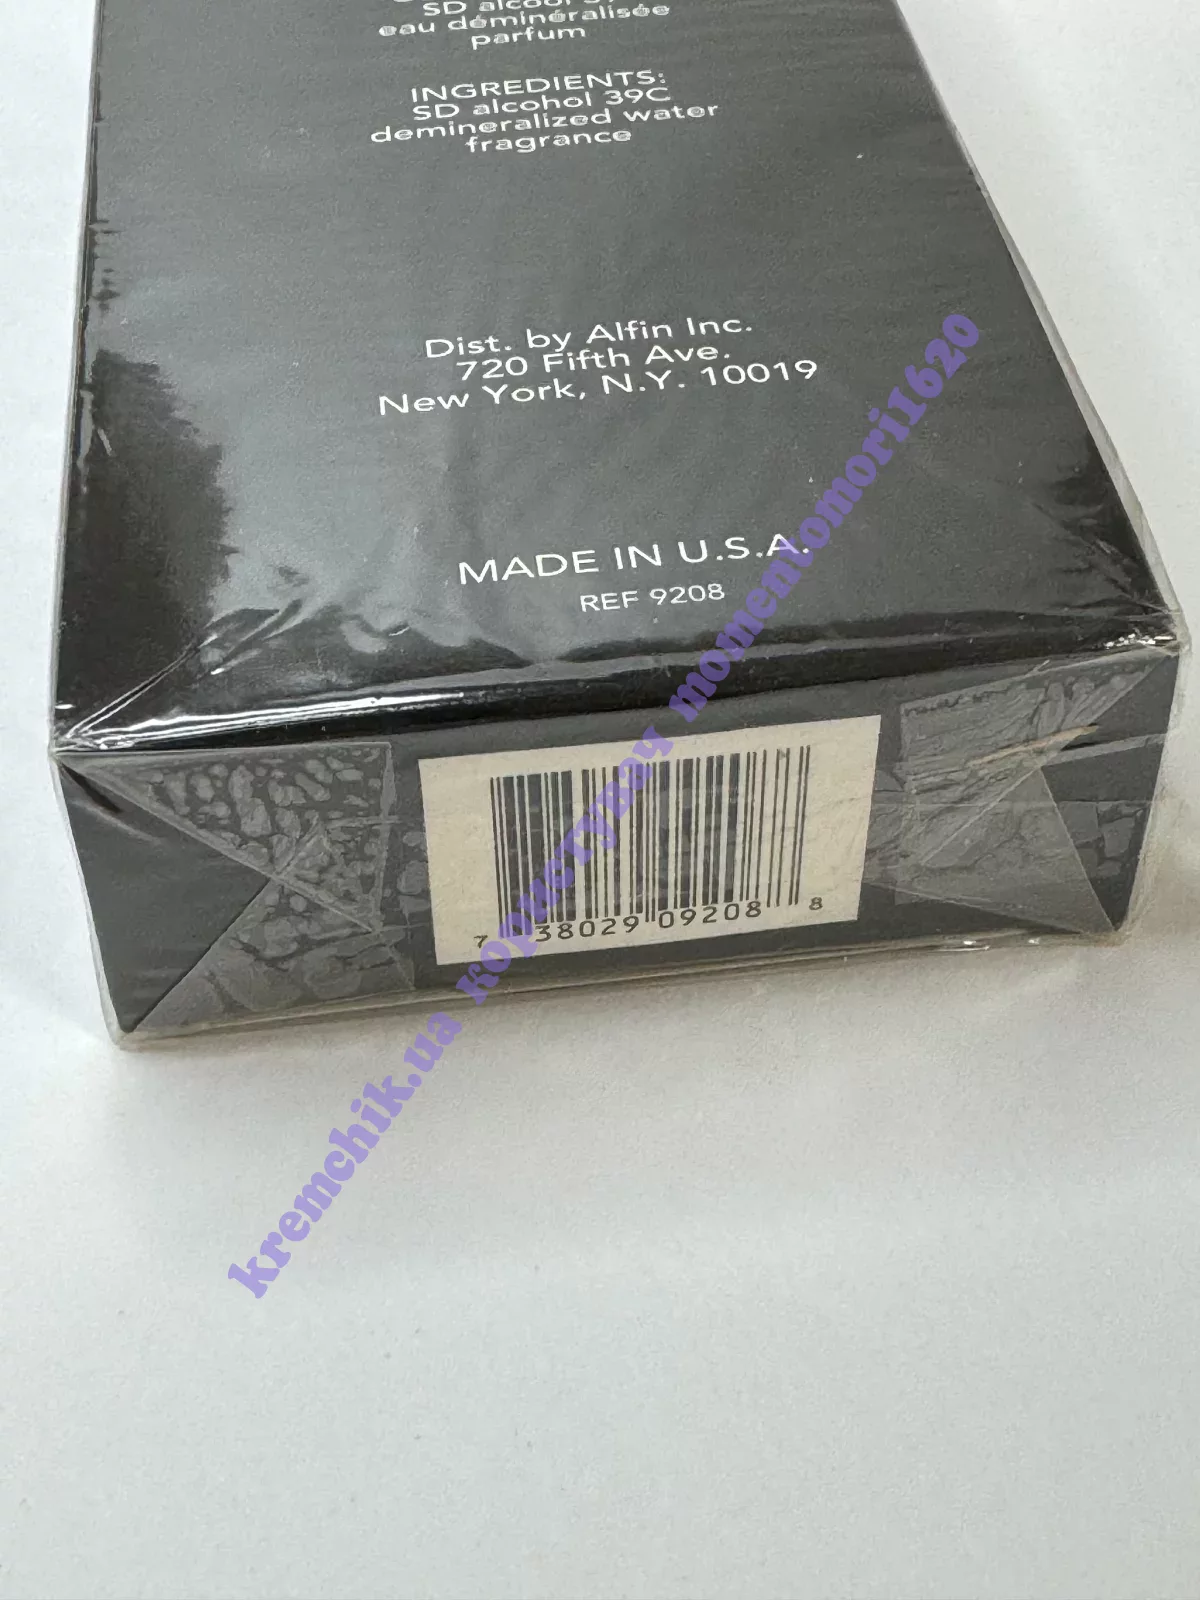 SD alcool
eau déminéralisée
parfum
INGREDIENTS:
SD alcohol 39C
demineralized water
fragrance
Dist. by Alfin Inc.
720 Fifth Ave.
New York, N.Y. 10019
MADE IN U.S.A.
REF 9208
7 38029 09208 8
kremchik.ua користувач momentomori1620